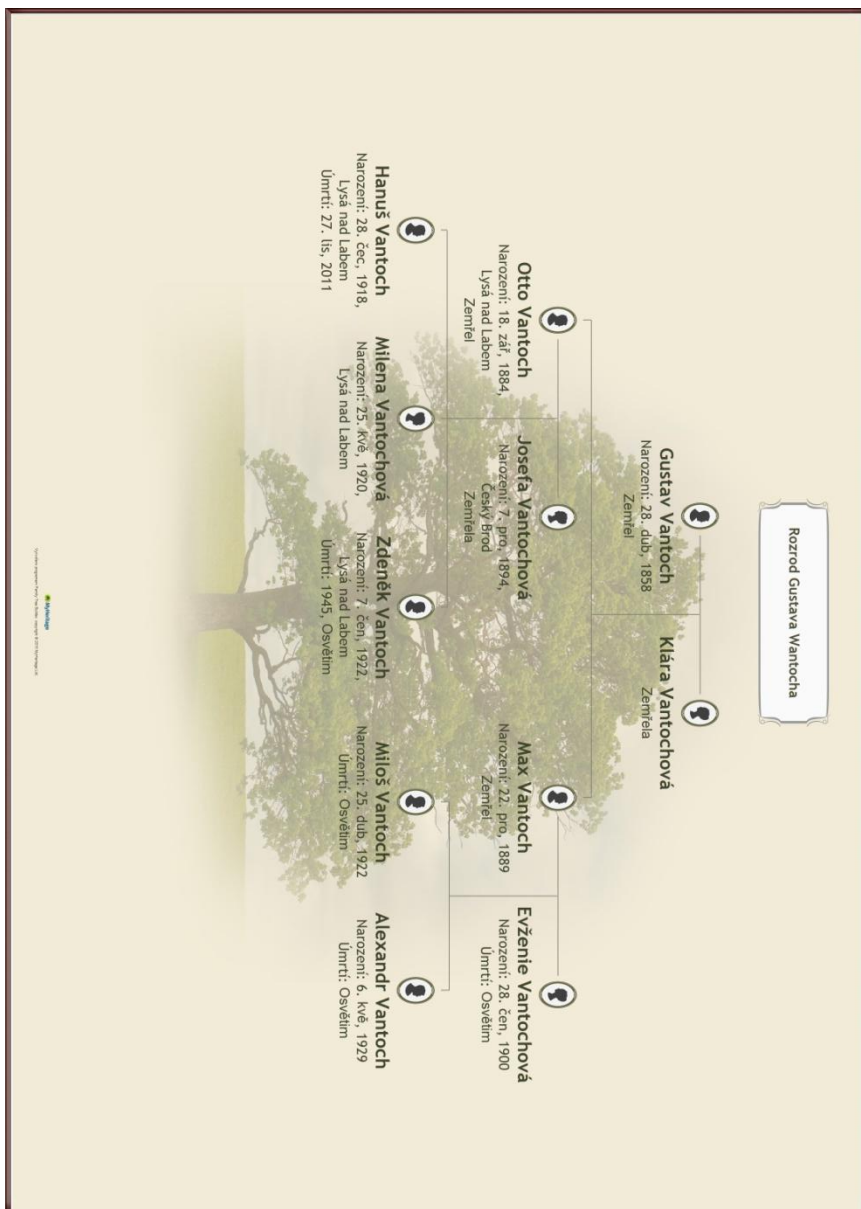 Rozrod Gustava Wantocha
Gustav Vantoch
Narození: 28. dub, 1858
Zemřel
Klára Vantochová
Zemřela
Otto Vantoch
Narození: 18. zář, 1884,
Lysá nad Labem
Zemřel
Josefa Vantochová
Narození: 7. pro, 1894,
Český Brod
Zemřela
Max Vantoch
Narození: 22. pro, 1889
Zemřel
Evženie Vantochová
Narození: 28. čen, 1900
Úmrtí: Osvětim
Hanuš Vantoch
Narození: 28. čec, 1918,
Lysá nad Labem
Úmrtí: 27. lis, 2011
Milena Vantochová
Narození: 25. kvě, 1920,
Lysá nad Labem
Zdeněk Vantoch
Narození: 7. čen, 1922,
Lysá nad Labem
Úmrtí: 1945, Osvětim
Miloš Vantoch
Narození: 25. dub, 1922
Úmrtí: Osvětim
Alexandr Vantoch
Narození: 6. kvě, 1929
Úmrtí: Osvětim
MyHeritage